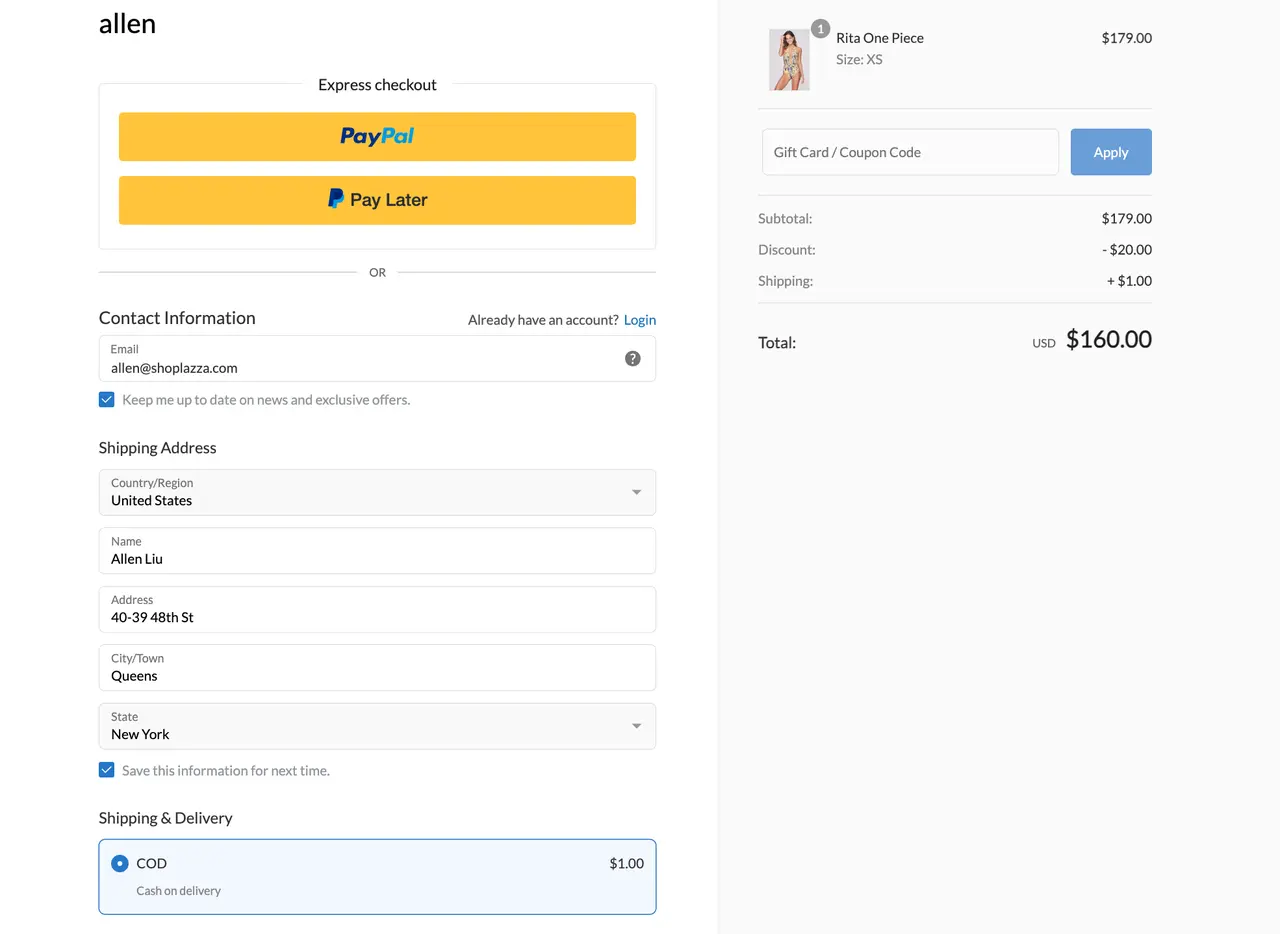 allen
Express checkout
PayPal
Pay Later
OR
Contact Information
Already have an account? Login
Email
allen@shoplazza.com
?
Keep me up to date on news and exclusive offers.
Shipping Address
Country/Region
United States
Name
Allen Liu
Address
40-39 48th St
City/Town
Queens
State
New York
Save this information for next time.
Shipping & Delivery
COD $1.00
Cash on delivery
1
Rita One Piece $179.00
Size: XS
Gift Card / Coupon Code Apply
Subtotal: $179.00
Discount: - $20.00
Shipping: + $1.00
Total: USD $160.00